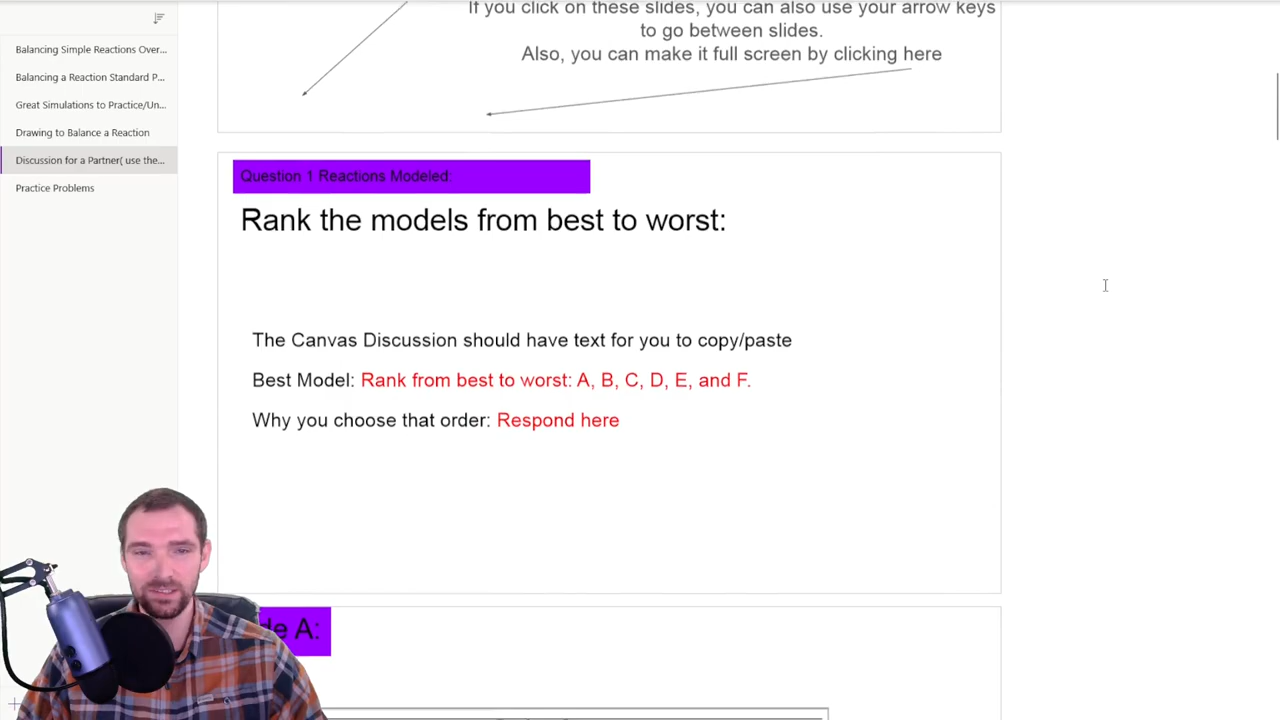 Balancing Simple Reactions Over...
Balancing a Reaction Standard P...
Great Simulations to Practice/Un...
Drawing to Balance a Reaction
Discussion for a Partner( use the...
Practice Problems
If you click on these slides, you can also use your arrow keys
to go between slides.
Also, you can make it full screen by clicking here
Question 1 Reactions Modeled:
Rank the models from best to worst:
The Canvas Discussion should have text for you to copy/paste
Best Model: Rank from best to worst: A, B, C, D, E, and F.
Why you choose that order: Respond here
A: